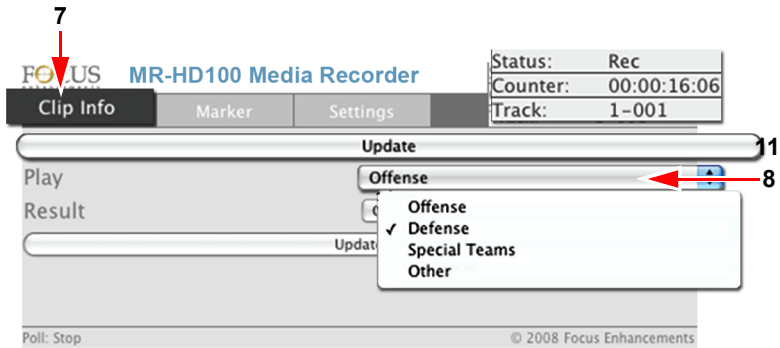 7
FOCUS MR-HD100 Media Recorder
Status: Rec
Counter: 00:00:16:06
Track: 1-001
Clip Info Marker Settings
Update 11
Play Offense 8
Result
Offense
✓ Defense
Updat
Special Teams
Other
Poll: Stop © 2008 Focus Enhancements